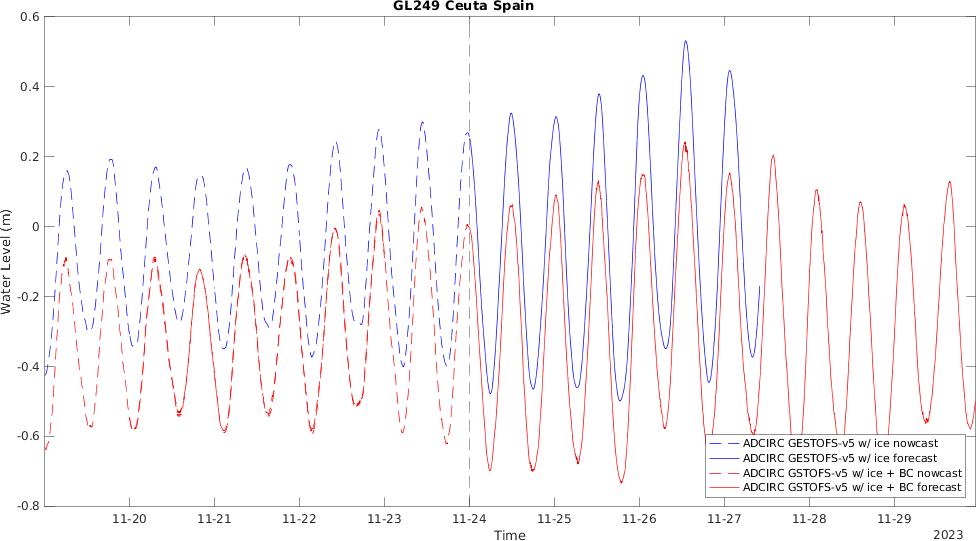 GL249 Ceuta Spain
0.6
0.4
0.2
0
-0.2
-0.4
-0.6
-0.8
Water Level (m)
ADCIRC GESTOFS-v5 w/ ice nowcast
ADCIRC GESTOFS-v5 w/ ice forecast
ADCIRC GSTOFS-v5 w/ ice + BC nowcast
ADCIRC GSTOFS-v5 w/ ice + BC forecast
11-20 11-21 11-22 11-23 11-24 11-25 11-26 11-27 11-28 11-29
Time
2023